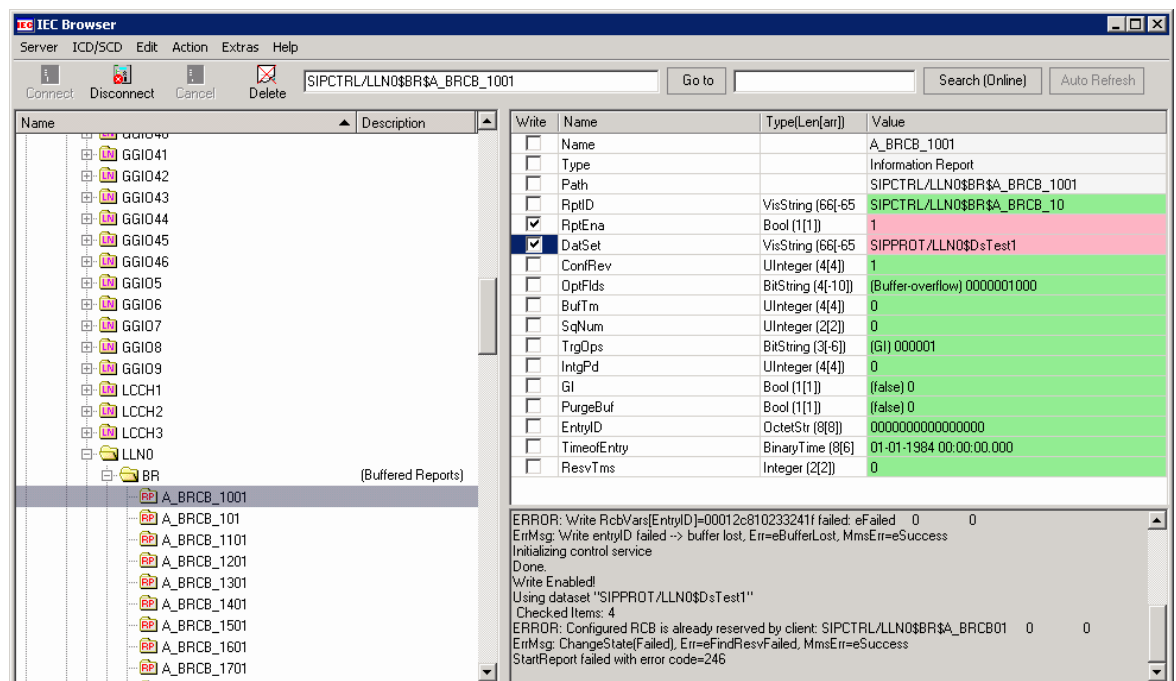 IEC IEC Browser
Server ICD/SCD Edit Action Extras Help
Connect Disconnect Cancel Delete SIPCTRL/LLN0$BR$A_BRCB_1001 Go to Search (Online) Auto Refresh
Name Description
GGIO40
GGIO41
GGIO42
GGIO43
GGIO44
GGIO45
GGIO46
GGIO5
GGIO6
GGIO7
GGIO8
GGIO9
LCCH1
LCCH2
LCCH3
LLN0
BR (Buffered Reports)
RP A_BRCB_1001
RP A_BRCB_101
RP A_BRCB_1101
RP A_BRCB_1201
RP A_BRCB_1301
RP A_BRCB_1401
RP A_BRCB_1501
RP A_BRCB_1601
RP A_BRCB_1701
Write Name Type(Len[arr]) Value
Name A_BRCB_1001
Type Information Report
Path SIPCTRL/LLN0$BR$A_BRCB_1001
RptID VisString (66[-65 SIPCTRL/LLN0$BR$A_BRCB_10
RptEna Bool (1[1]) 1
DatSet VisString (66[-65 SIPPROT/LLN0$DsTest1
ConfRev UInteger (4[4]) 1
OptFlds BitString (4[-10]) (Buffer-overflow) 0000001000
BufTm UInteger (4[4]) 0
SqNum UInteger (2[2]) 0
TrgOps BitString (3[-6]) (GI) 000001
IntgPd UInteger (4[4]) 0
GI Bool (1[1]) (false) 0
PurgeBuf Bool (1[1]) (false) 0
EntryID OctetStr (8[8]) 0000000000000000
TimeofEntry BinaryTime (8[6] 01-01-1984 00:00:00.000
ResvTms Integer (2[2]) 0
ERROR: Write RcbVars[EntryID]=00012c810233241f failed: eFailed 0 0
ErrMsg: Write entryID failed --> buffer lost, Err=eBufferLost, MmsErr=eSuccess
Initializing control service
Done.
Write Enabled!
Using dataset "SIPPROT/LLN0$DsTest1"
Checked Items: 4
ERROR: Configured RCB is already reserved by client: SIPCTRL/LLN0$BR$A_BRCB01 0 0
ErrMsg: ChangeState(Failed), Err=eFindResvFailed, MmsErr=eSuccess
StartReport failed with error code=246